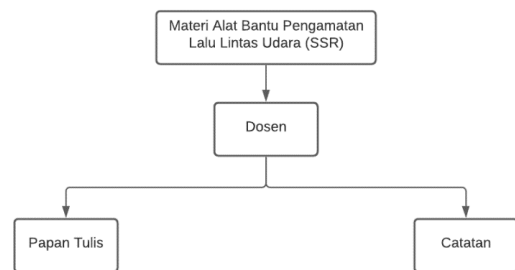 Materi Alat Bantu Pengamatan
Lalu Lintas Udara (SSR)
Dosen
Papan Tulis
Catatan